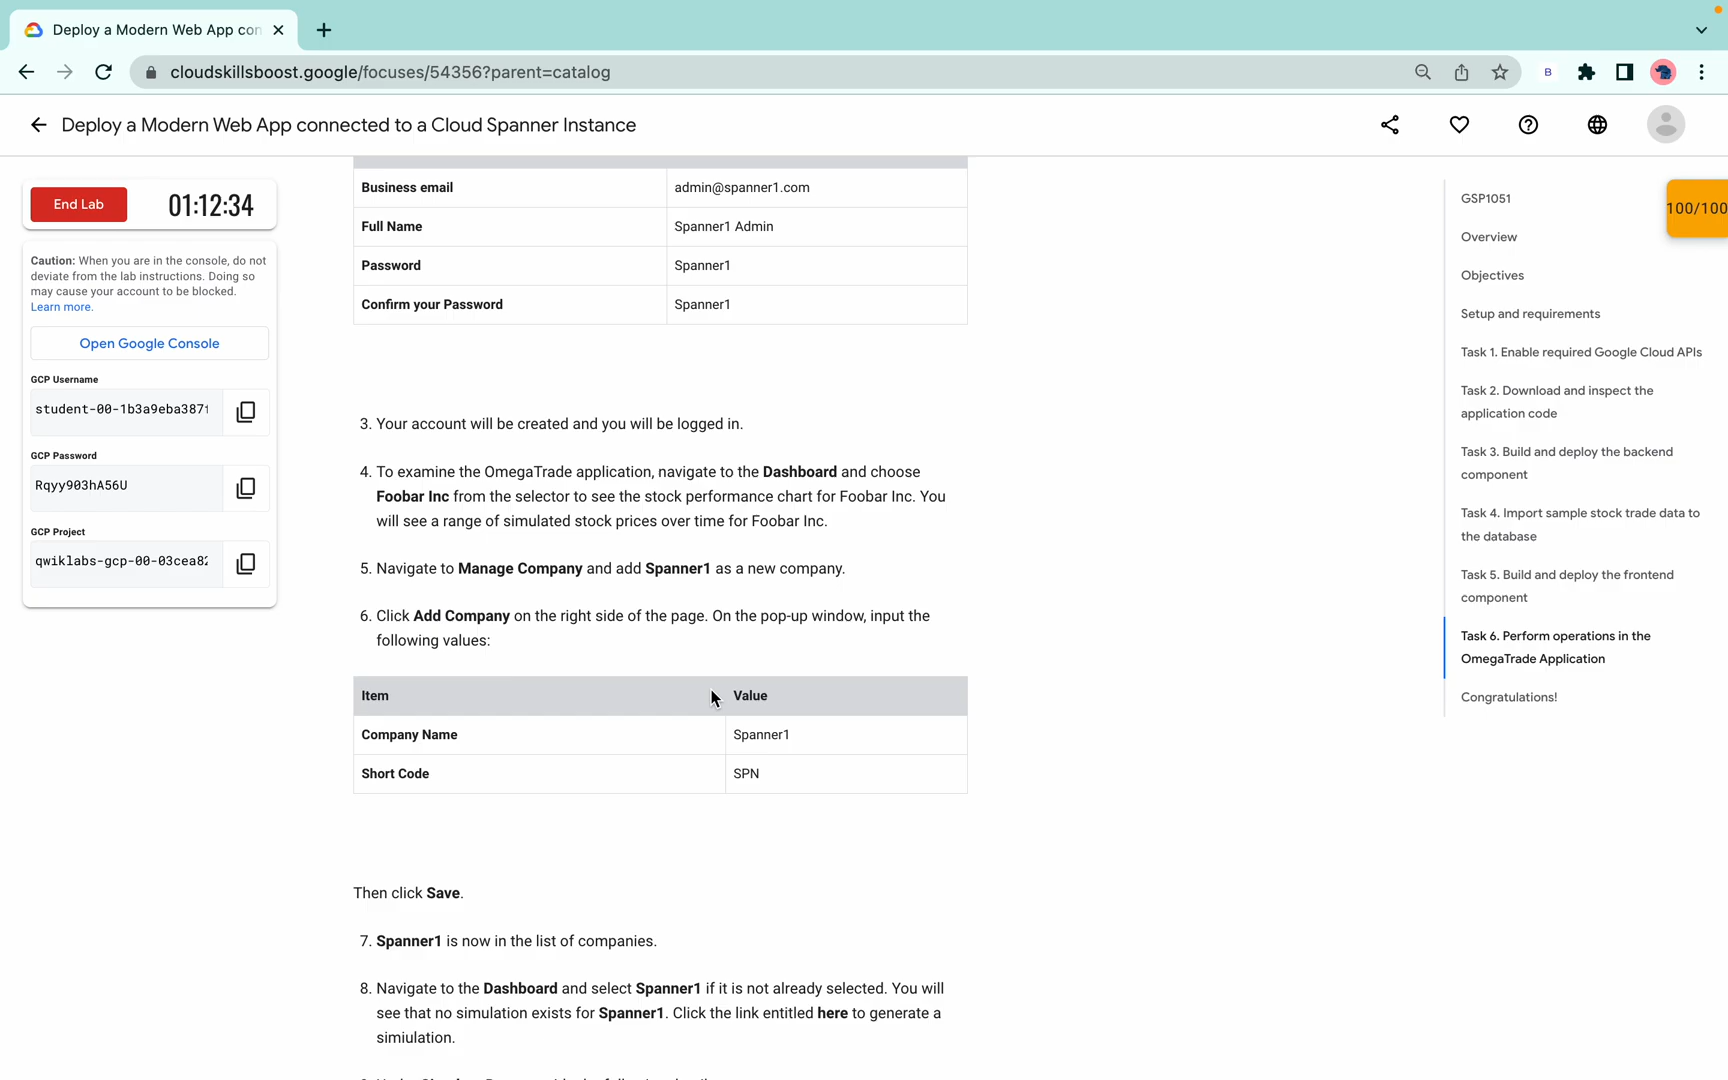 Deploy a Modern Web App con
cloudskillsboost.google/focuses/54356?parent=catalog
B
Deploy a Modern Web App connected to a Cloud Spanner Instance
End Lab
01:12:34
Caution: When you are in the console, do not
deviate from the lab instructions. Doing so
may cause your account to be blocked.
Learn more.
Open Google Console
GCP Username
student-00-1b3a9eba387f
GCP Password
Rqyy903hA56U
GCP Project
qwiklabs-gcp-00-03cea82
Business email admin@spanner1.com
Full Name Spanner1 Admin
Password Spanner1
Confirm your Password Spanner1
3. Your account will be created and you will be logged in.
4. To examine the OmegaTrade application, navigate to the Dashboard and choose
Foobar Inc from the selector to see the stock performance chart for Foobar Inc. You
will see a range of simulated stock prices over time for Foobar Inc.
5. Navigate to Manage Company and add Spanner1 as a new company.
6. Click Add Company on the right side of the page. On the pop-up window, input the
following values:
Item Value
Company Name Spanner1
Short Code SPN
Then click Save.
7. Spanner1 is now in the list of companies.
8. Navigate to the Dashboard and select Spanner1 if it is not already selected. You will
see that no simulation exists for Spanner1. Click the link entitled here to generate a
simiulation.
GSP1051
100/100
Overview
Objectives
Setup and requirements
Task 1. Enable required Google Cloud APIs
Task 2. Download and inspect the
application code
Task 3. Build and deploy the backend
component
Task 4. Import sample stock trade data to
the database
Task 5. Build and deploy the frontend
component
Task 6. Perform operations in the
OmegaTrade Application
Congratulations!